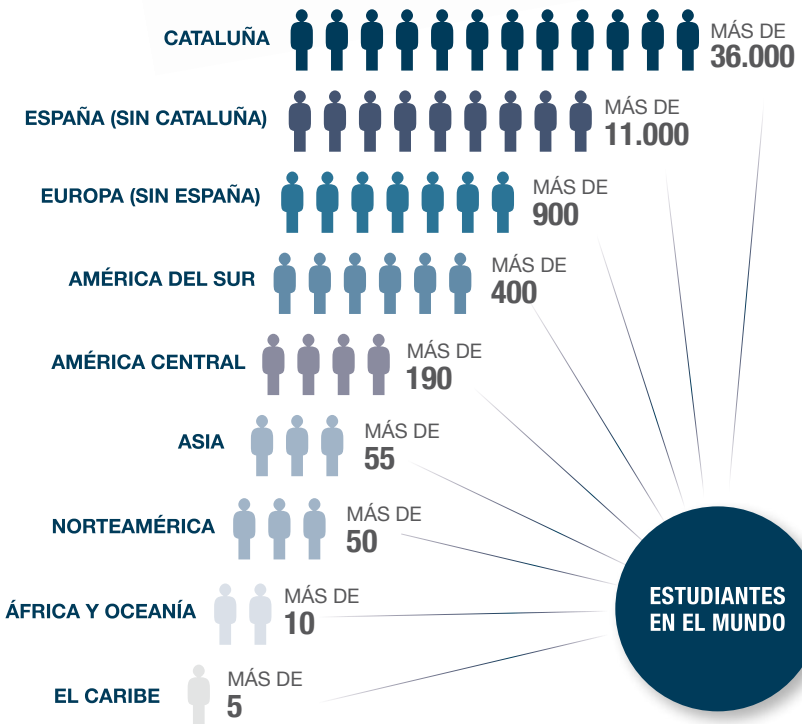 CATALUÑA
MÁS DE
36.000
ESPAÑA (SIN CATALUÑA)
MÁS DE
11.000
EUROPA (SIN ESPAÑA)
MÁS DE
900
AMÉRICA DEL SUR
MÁS DE
400
AMÉRICA CENTRAL
MÁS DE
190
ASIA
MÁS DE
55
NORTEAMÉRICA
MÁS DE
50
ÁFRICA Y OCEANÍA
MÁS DE
10
EL CARIBE
MÁS DE
5
ESTUDIANTES
EN EL MUNDO